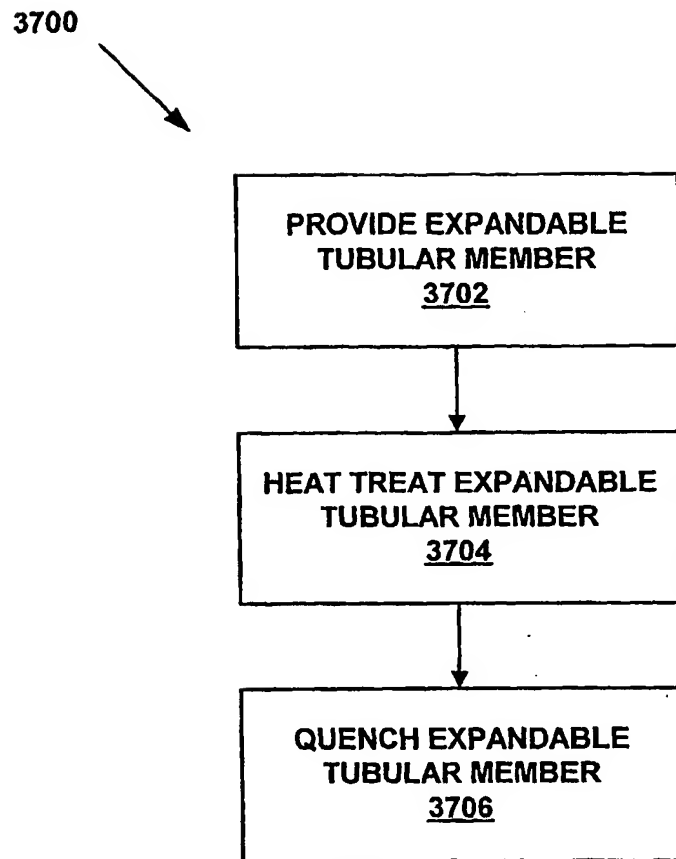 3700
PROVIDE EXPANDABLE
TUBULAR MEMBER
3702
HEAT TREAT EXPANDABLE
TUBULAR MEMBER
3704
QUENCH EXPANDABLE
TUBULAR MEMBER
3706